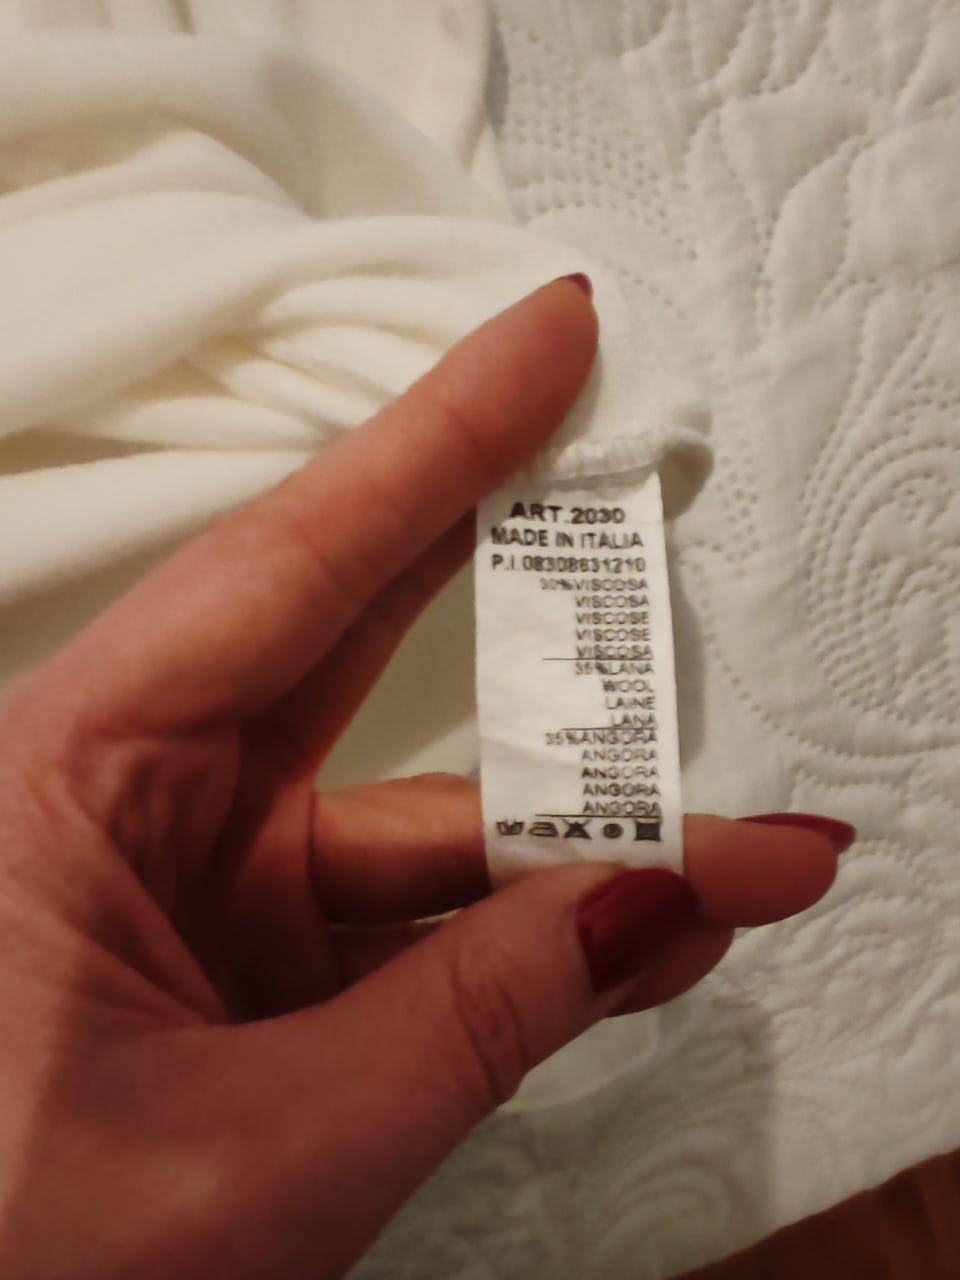 ART.2030
MADE IN ITALIA
P.I.08308631210
30%VISCOSA
VISCOSA
VISCOSE
VISCOSE
VISCOSA
35%LANA
WOOL
LAINE
LANA
35%ANGORA
ANGORA
ANGORA
ANGORA
ANGORA